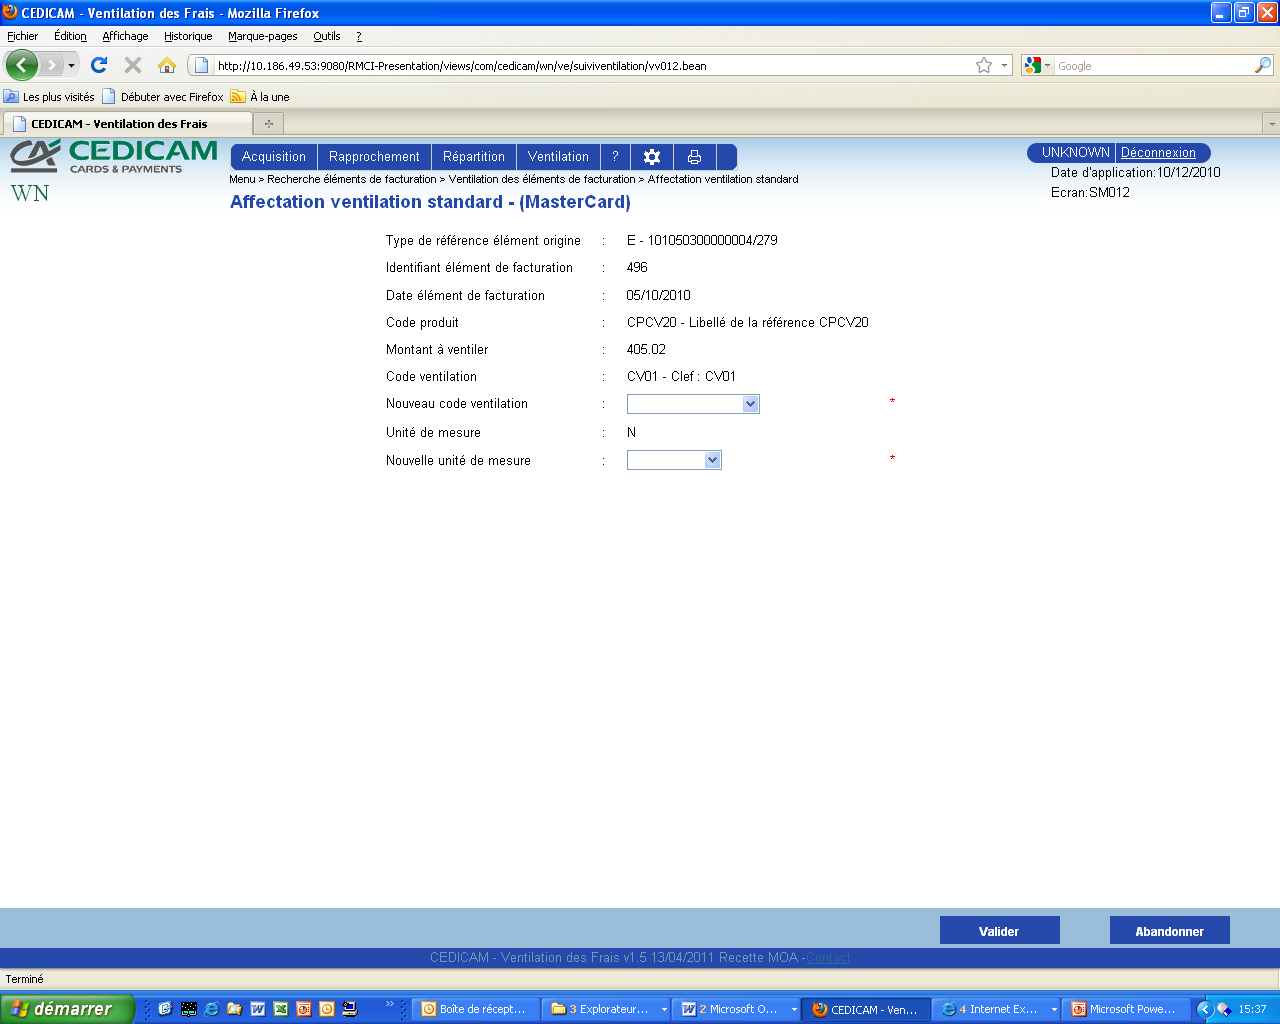 CEDICAM - Ventilation des Frais - Mozilla Firefox
Fichier Édition Affichage Historique Marque-pages Outils ?
http://10.186.49.53:9080/RMCI-Presentation/views/com/cedicam/wn/ve/suiviventilation/vv012.bean
Google
Les plus visités Débuter avec Firefox À la une
CEDICAM - Ventilation des Frais
CEDICAM
CARDS & PAYMENTS
WN
Acquisition Rapprochement Répartition Ventilation ?
UNKNOWN Déconnexion
Menu > Recherche éléments de facturation > Ventilation des éléments de facturation > Affectation ventilation standard
Date d'application:10/12/2010
Ecran:SM012
Affectation ventilation standard - (MasterCard)
Type de référence élément origine : E - 101050300000004/279
Identifiant élément de facturation : 496
Date élément de facturation : 05/10/2010
Code produit : CPCV20 - Libellé de la référence CPCV20
Montant à ventiler : 405.02
Code ventilation : CV01 - Clef : CV01
Nouveau code ventilation : *
Unité de mesure : N
Nouvelle unité de mesure : *
Valider Abandonner
CEDICAM - Ventilation des Frais v1.5 13/04/2011 Recette MOA -Contact
Terminé
démarrer » Boîte de récept... 3 Explorateur... 2 Microsoft O... CEDICAM - Ven... 4 Internet Ex... Microsoft Powe... 15:37